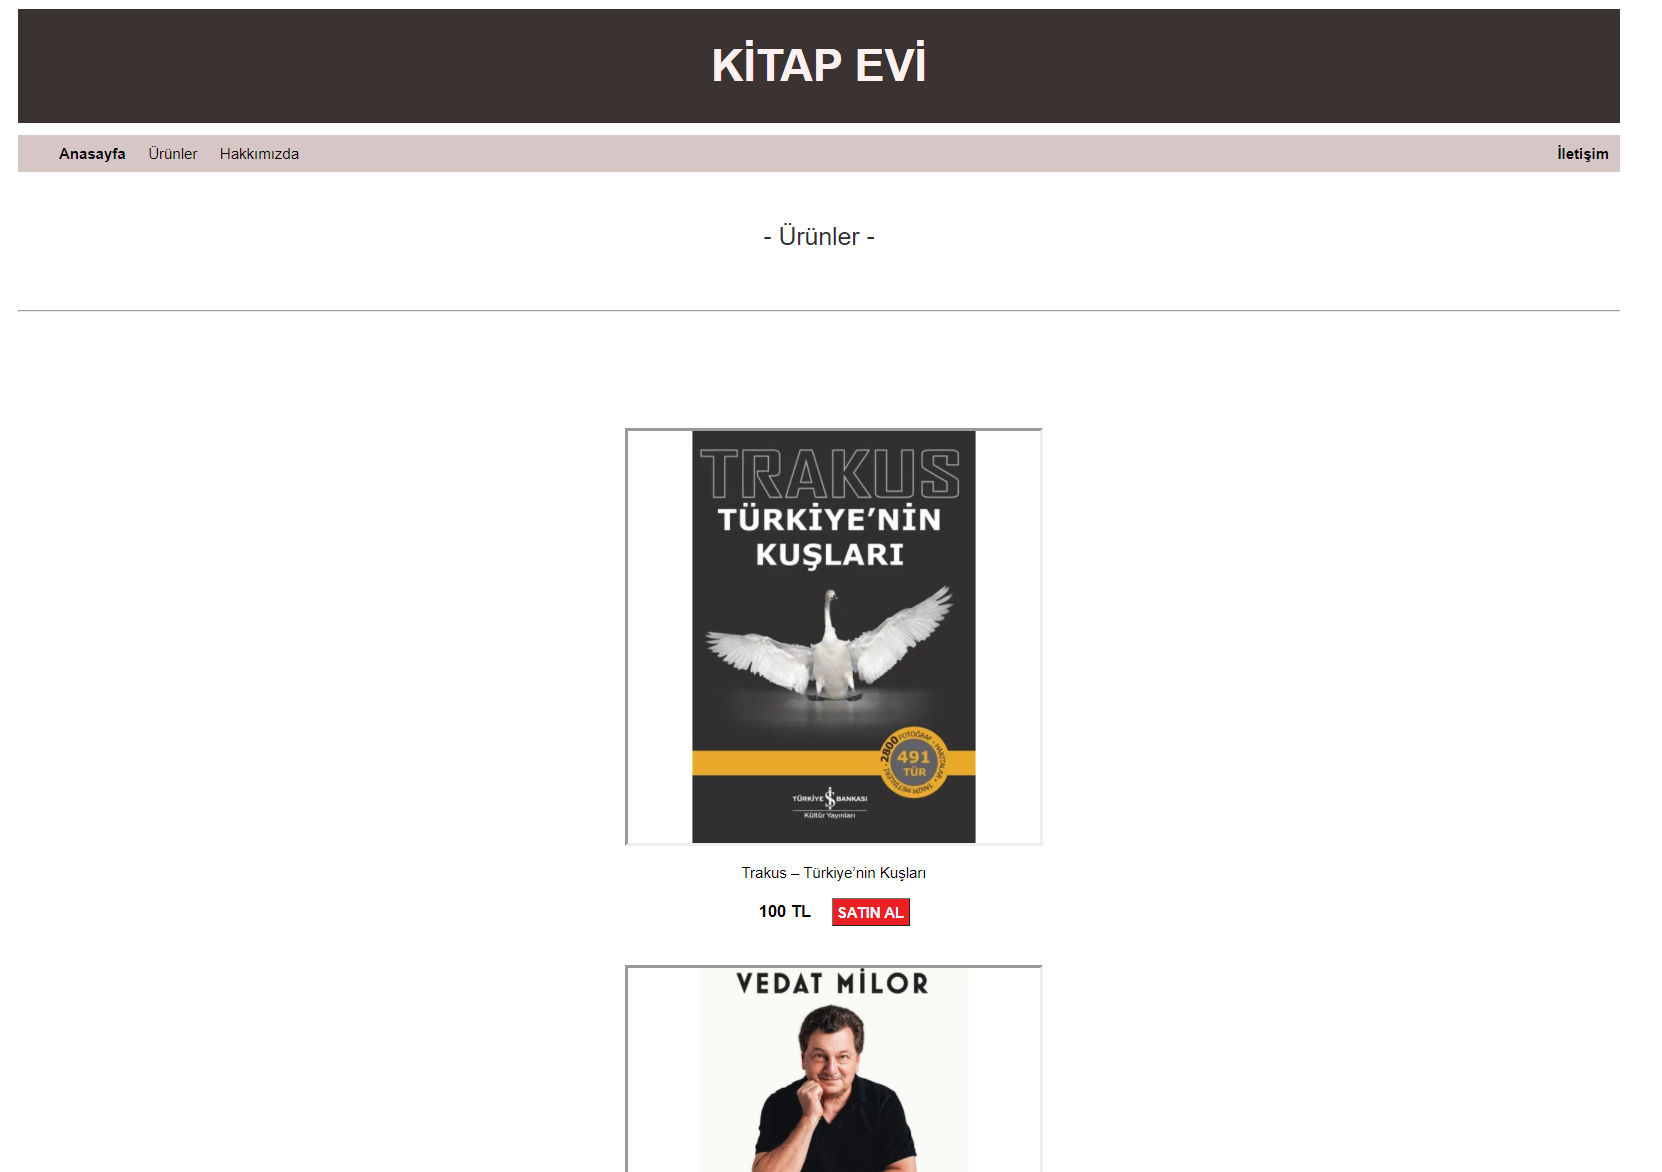 KİTAP EVİ
Anasayfa Ürünler Hakkımızda İletişim
- Ürünler -
TRAKUS
TÜRKİYE’NİN
KUŞLARI
2800 FOTOĞRAF • HARİTALAR • TANIM METİNLERİ •
491
TÜR
TÜRKİYE İŞ BANKASI
Kültür Yayınları
Trakus – Türkiye’nin Kuşları
100 TL SATIN AL
VEDAT MİLOR